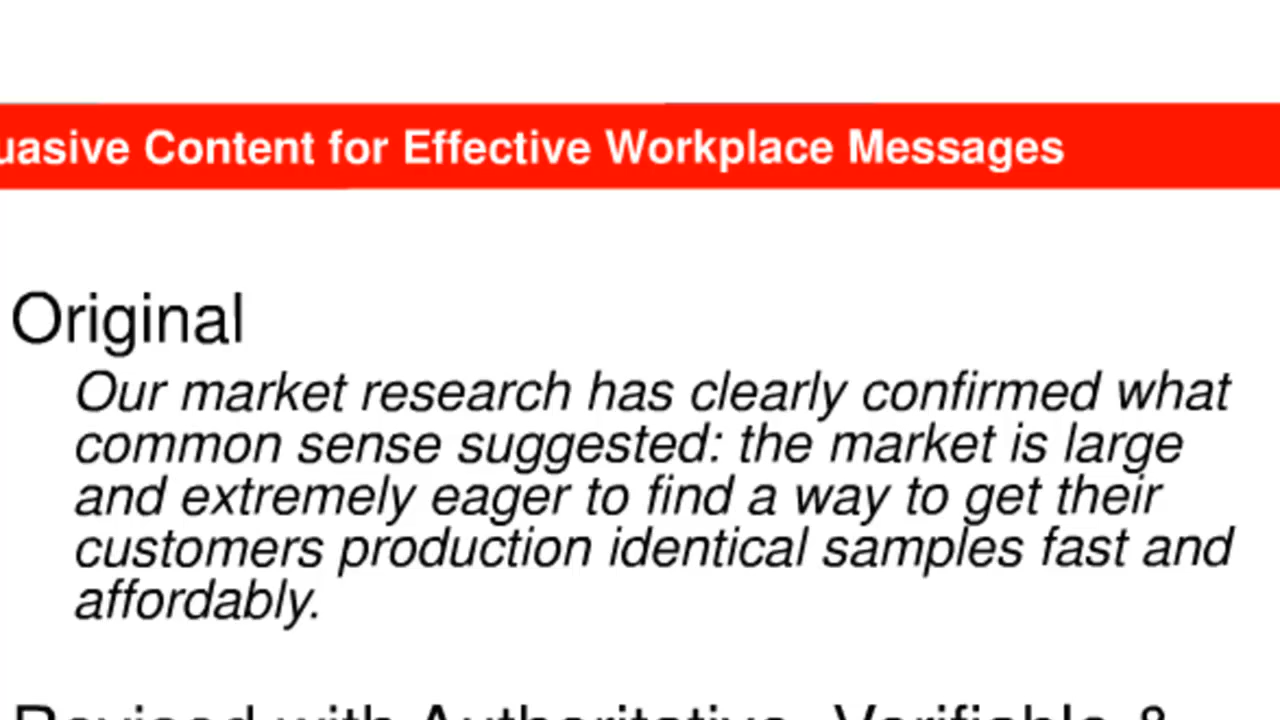 uasive Content for Effective Workplace Messages
Original
Our market research has clearly confirmed what
common sense suggested: the market is large
and extremely eager to find a way to get their
customers production identical samples fast and
affordably.
Revised with Authoritative, Verifiable &